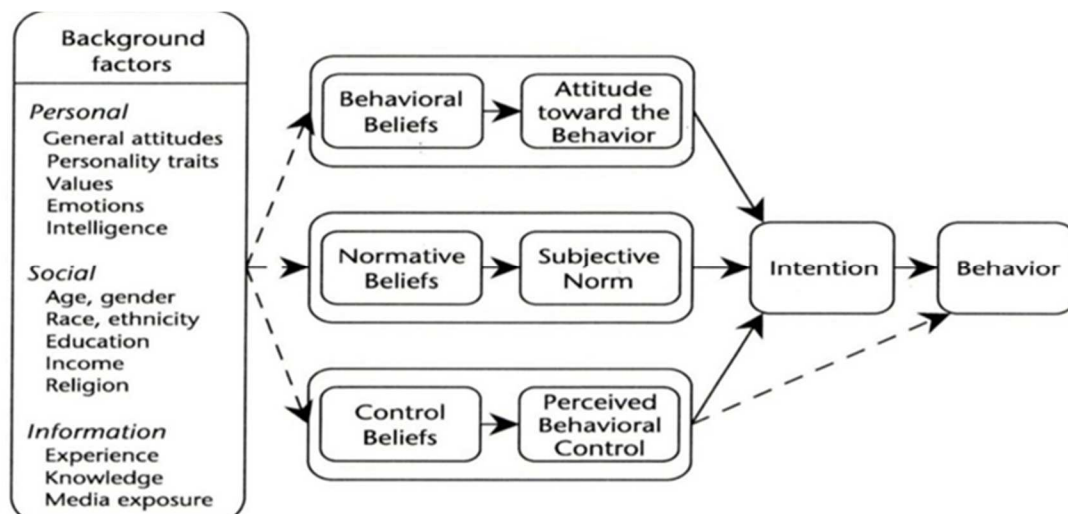 Background
factors
Personal
General attitudes
Personality traits
Values
Emotions
Intelligence
Social
Age, gender
Race, ethnicity
Education
Income
Religion
Information
Experience
Knowledge
Media exposure
Behavioral
Beliefs
Attitude
toward the
Behavior
Normative
Beliefs
Subjective
Norm
Control
Beliefs
Perceived
Behavioral
Control
Intention
Behavior